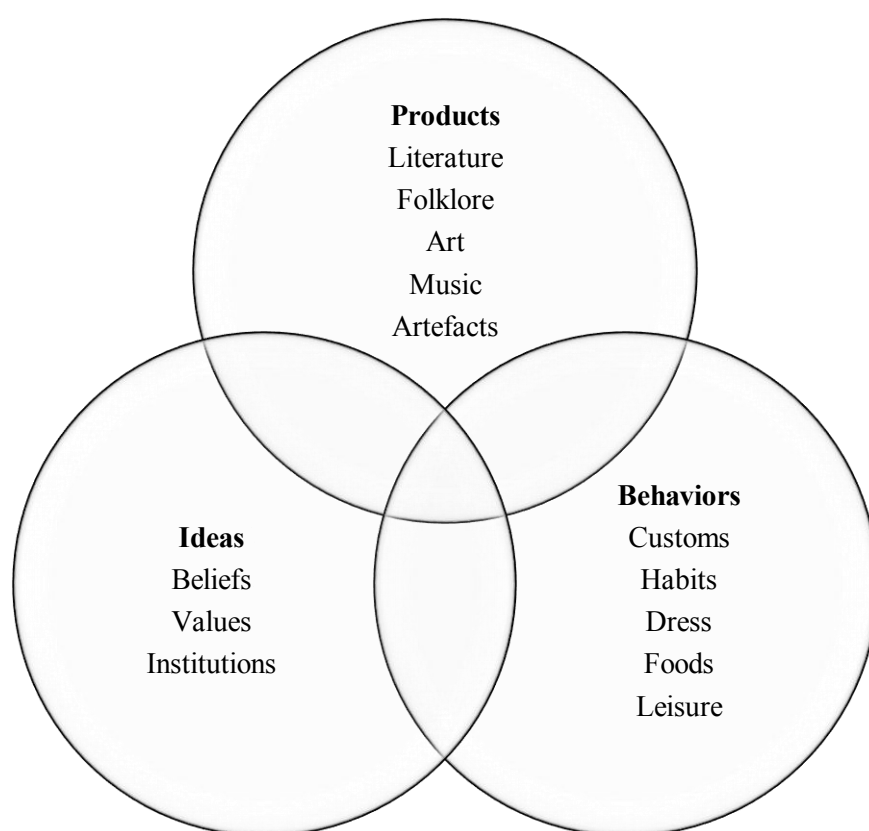 Products
Literature
Folklore
Art
Music
Artefacts
Ideas
Beliefs
Values
Institutions
Behaviors
Customs
Habits
Dress
Foods
Leisure